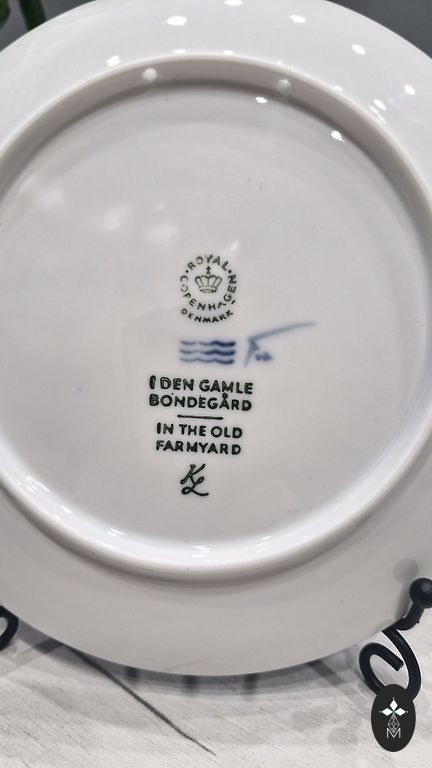 ROYAL
COPENHAGEN
DENMARK
I DEN GAMLE
BONDEGÅRD
IN THE OLD
FARMYARD
KL
M